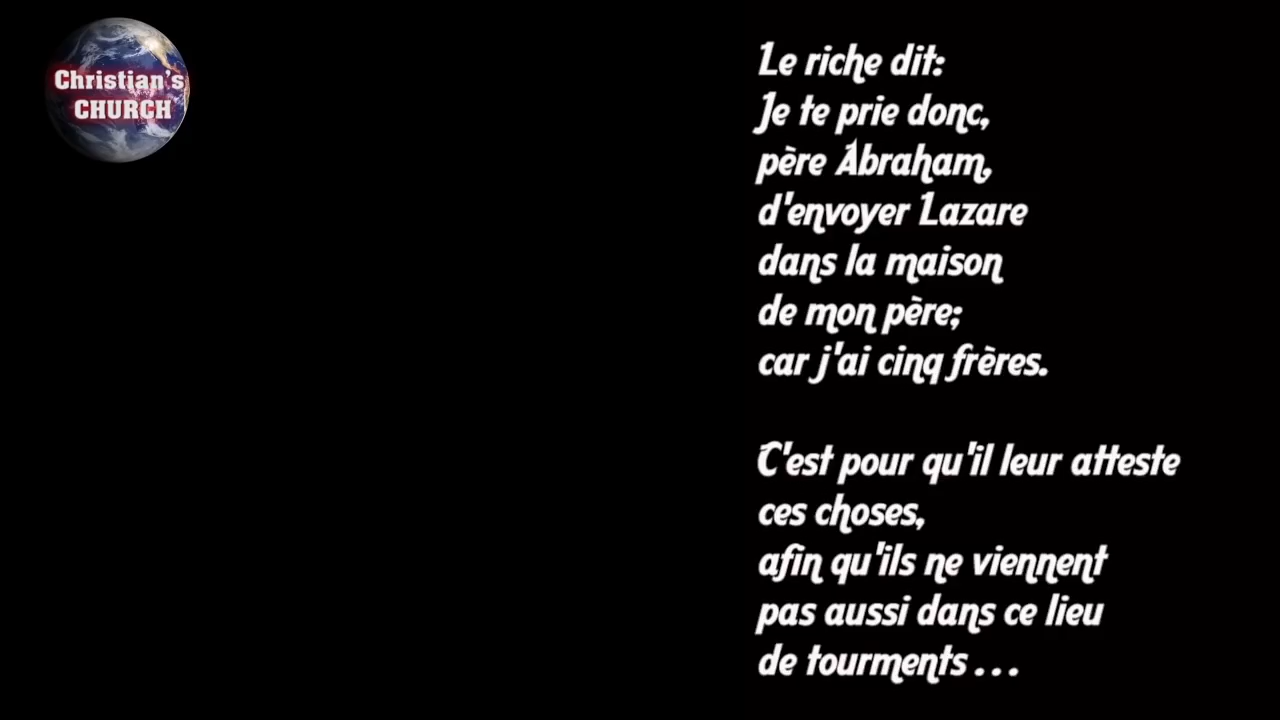 Christian's
CHURCH
Le riche dit:
Je te prie donc,
père Abraham,
d'envoyer Lazare
dans la maison
de mon père;
car j'ai cinq frères.
C'est pour qu'il leur atteste
ces choses,
afin qu'ils ne viennent
pas aussi dans ce lieu
de tourments . . .